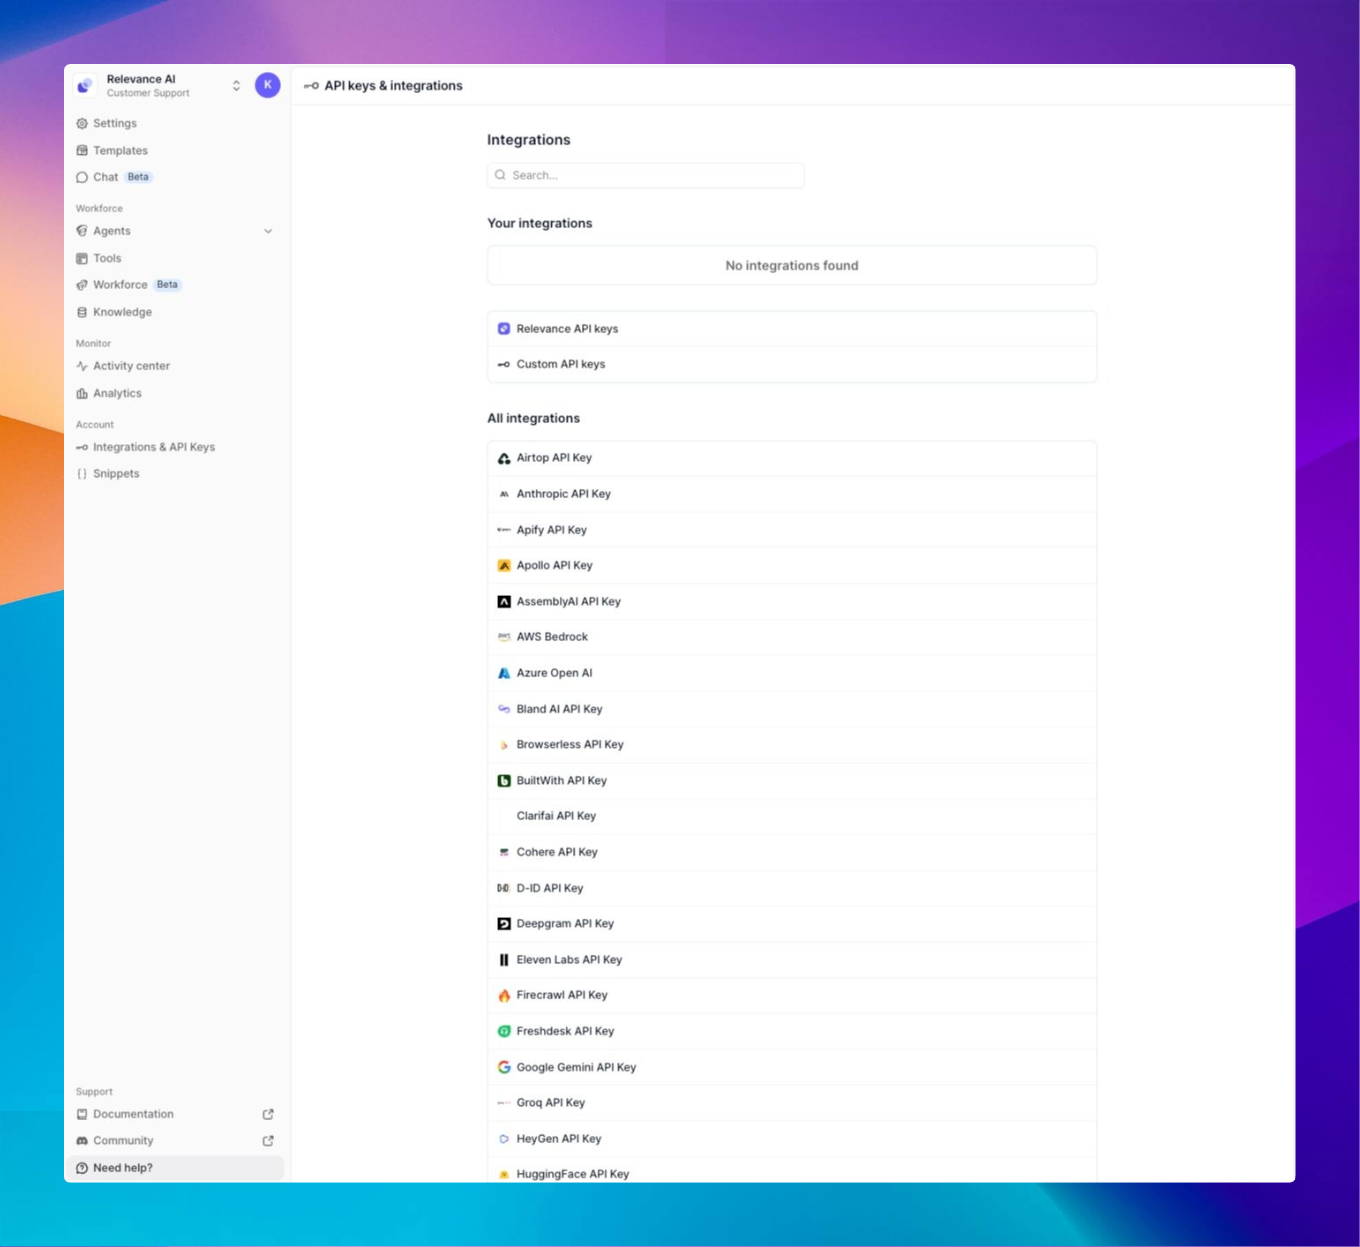 Relevance AI
Customer Support
K
Settings
Templates
Chat Beta
Workforce
Agents
Tools
Workforce Beta
Knowledge
Monitor
Activity center
Analytics
Account
Integrations & API Keys
Snippets
Support
Documentation
Community
Need help?
API keys & integrations
Integrations
Search...
Your integrations
No integrations found
Relevance API keys
Custom API keys
All integrations
Airtop API Key
Anthropic API Key
Apify API Key
Apollo API Key
AssemblyAI API Key
AWS Bedrock
Azure Open AI
Bland AI API Key
Browserless API Key
BuiltWith API Key
Clarifai API Key
Cohere API Key
D-ID API Key
Deepgram API Key
Eleven Labs API Key
Firecrawl API Key
Freshdesk API Key
Google Gemini API Key
Groq API Key
HeyGen API Key
HuggingFace API Key